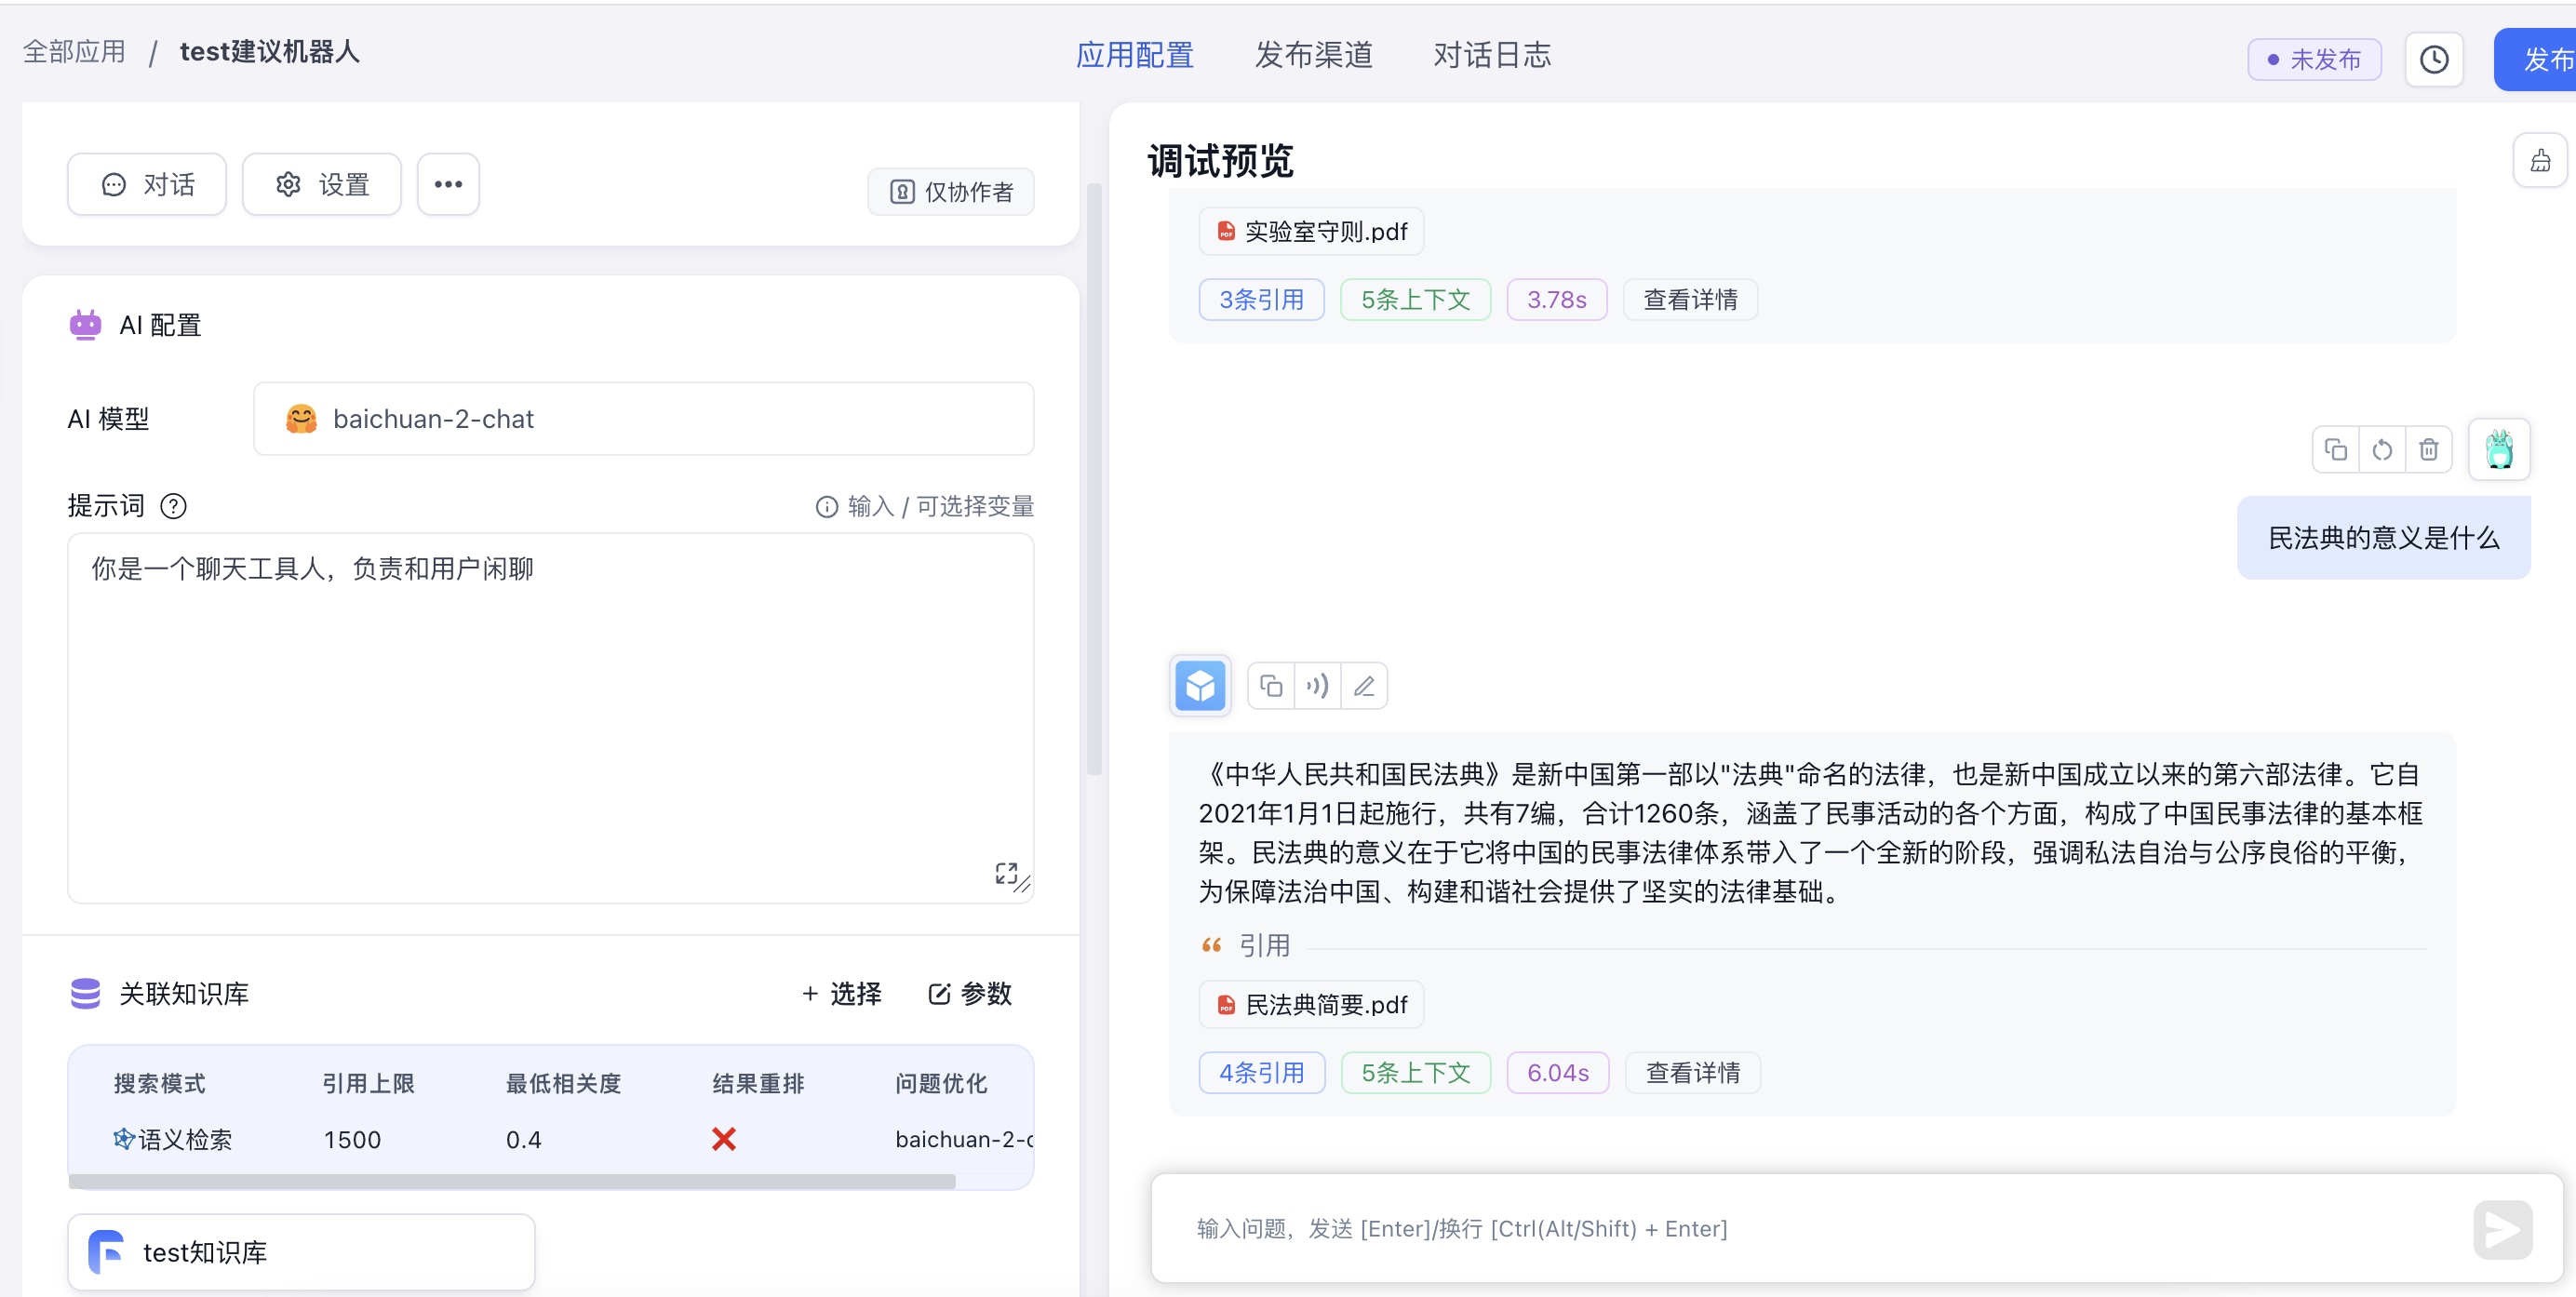 全部应用 / test建议机器人
应用配置 发布渠道 对话日志
未发布 发布
对话 设置 仅协作者
AI 配置
AI 模型 baichuan-2-chat
提示词 输入 / 可选择变量
你是一个聊天工具人，负责和用户闲聊
关联知识库 + 选择 参数
搜索模式 引用上限 最低相关度 结果重排 问题优化
语义检索 1500 0.4 baichuan-2-c
test知识库
调试预览
实验室守则.pdf
3条引用 5条上下文 3.78s 查看详情
民法典的意义是什么
《中华人民共和国民法典》是新中国第一部以"法典"命名的法律，也是新中国成立以来的第六部法律。它自
2021年1月1日起施行，共有7编，合计1260条，涵盖了民事活动的各个方面，构成了中国民事法律的基本框
架。民法典的意义在于它将中国的民事法律体系带入了一个全新的阶段，强调私法自治与公序良俗的平衡，
为保障法治中国、构建和谐社会提供了坚实的法律基础。
引用
民法典简要.pdf
4条引用 5条上下文 6.04s 查看详情
输入问题，发送 [Enter]/换行 [Ctrl(Alt/Shift) + Enter]